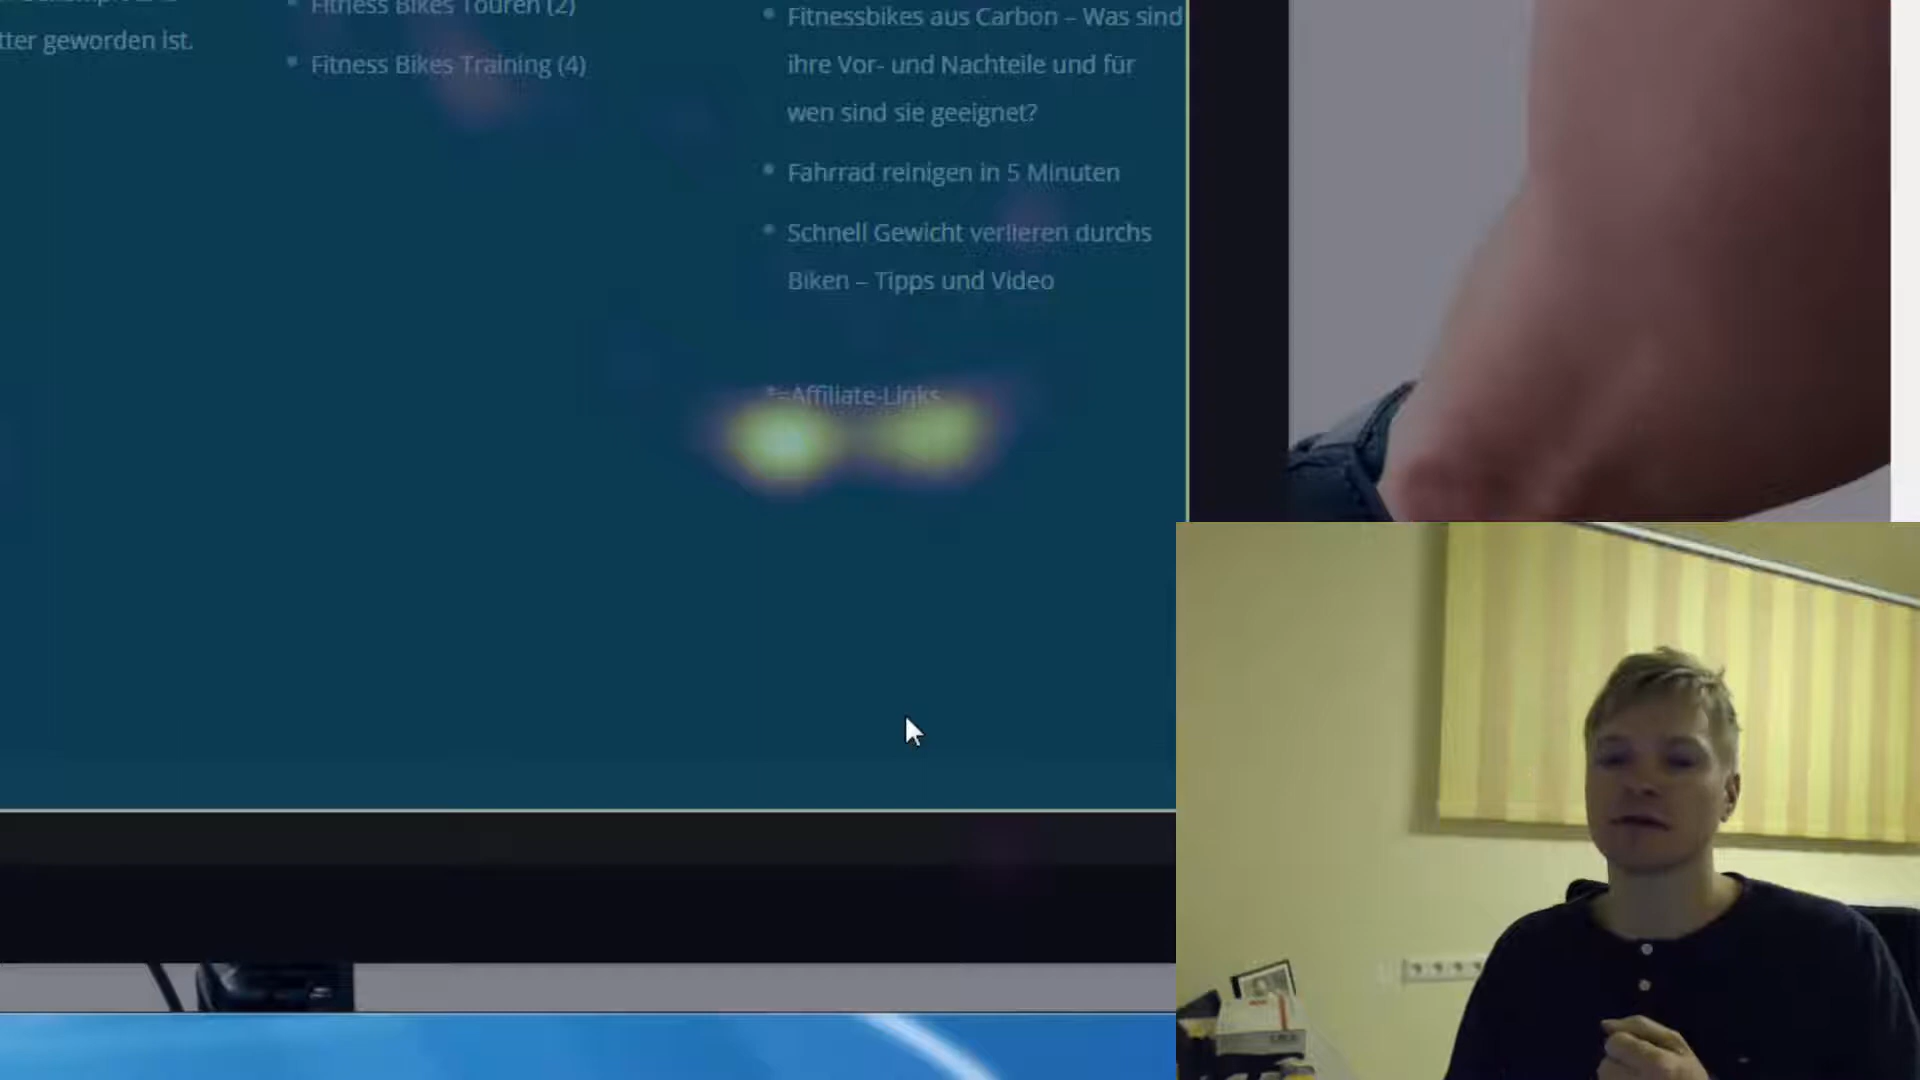 tter geworden ist.
Fitness Bikes Touren (2)
Fitness Bikes Training (4)
Fitnessbikes aus Carbon – Was sind
ihre Vor- und Nachteile und für
wen sind sie geeignet?
Fahrrad reinigen in 5 Minuten
Schnell Gewicht verlieren durchs
Biken – Tipps und Video
*=Affiliate-Links